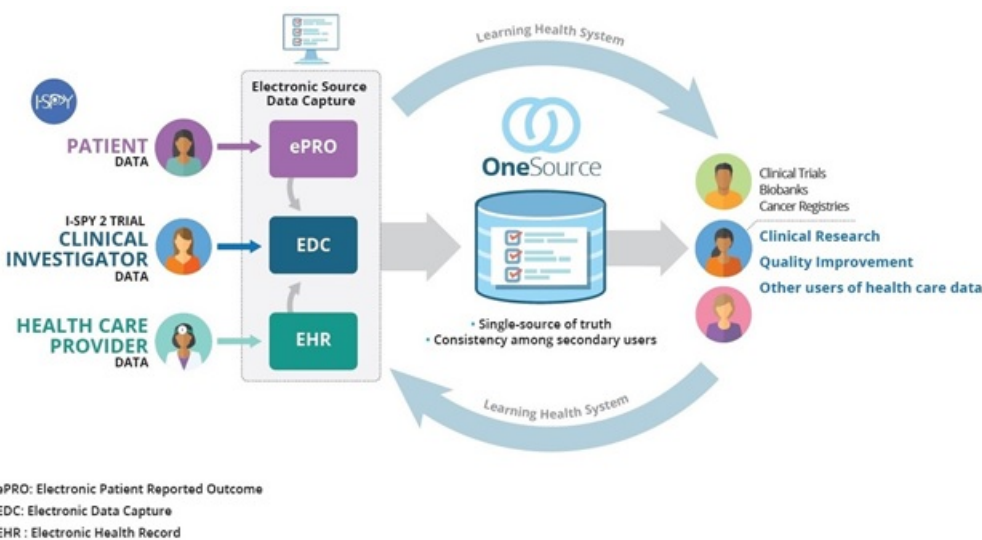 Learning Health System
Electronic Source
Data Capture
I-SPY
PATIENT
DATA
ePRO
OneSource
Clinical Trials
Biobanks
Cancer Registries
I-SPY 2 TRIAL
CLINICAL
INVESTIGATOR
DATA
EDC
Clinical Research
Quality Improvement
Other users of health care data
HEALTH CARE
PROVIDER
DATA
EHR
• Single-source of truth
• Consistency among secondary users
Learning Health System
ePRO: Electronic Patient Reported Outcome
EDC: Electronic Data Capture
EHR : Electronic Health Record